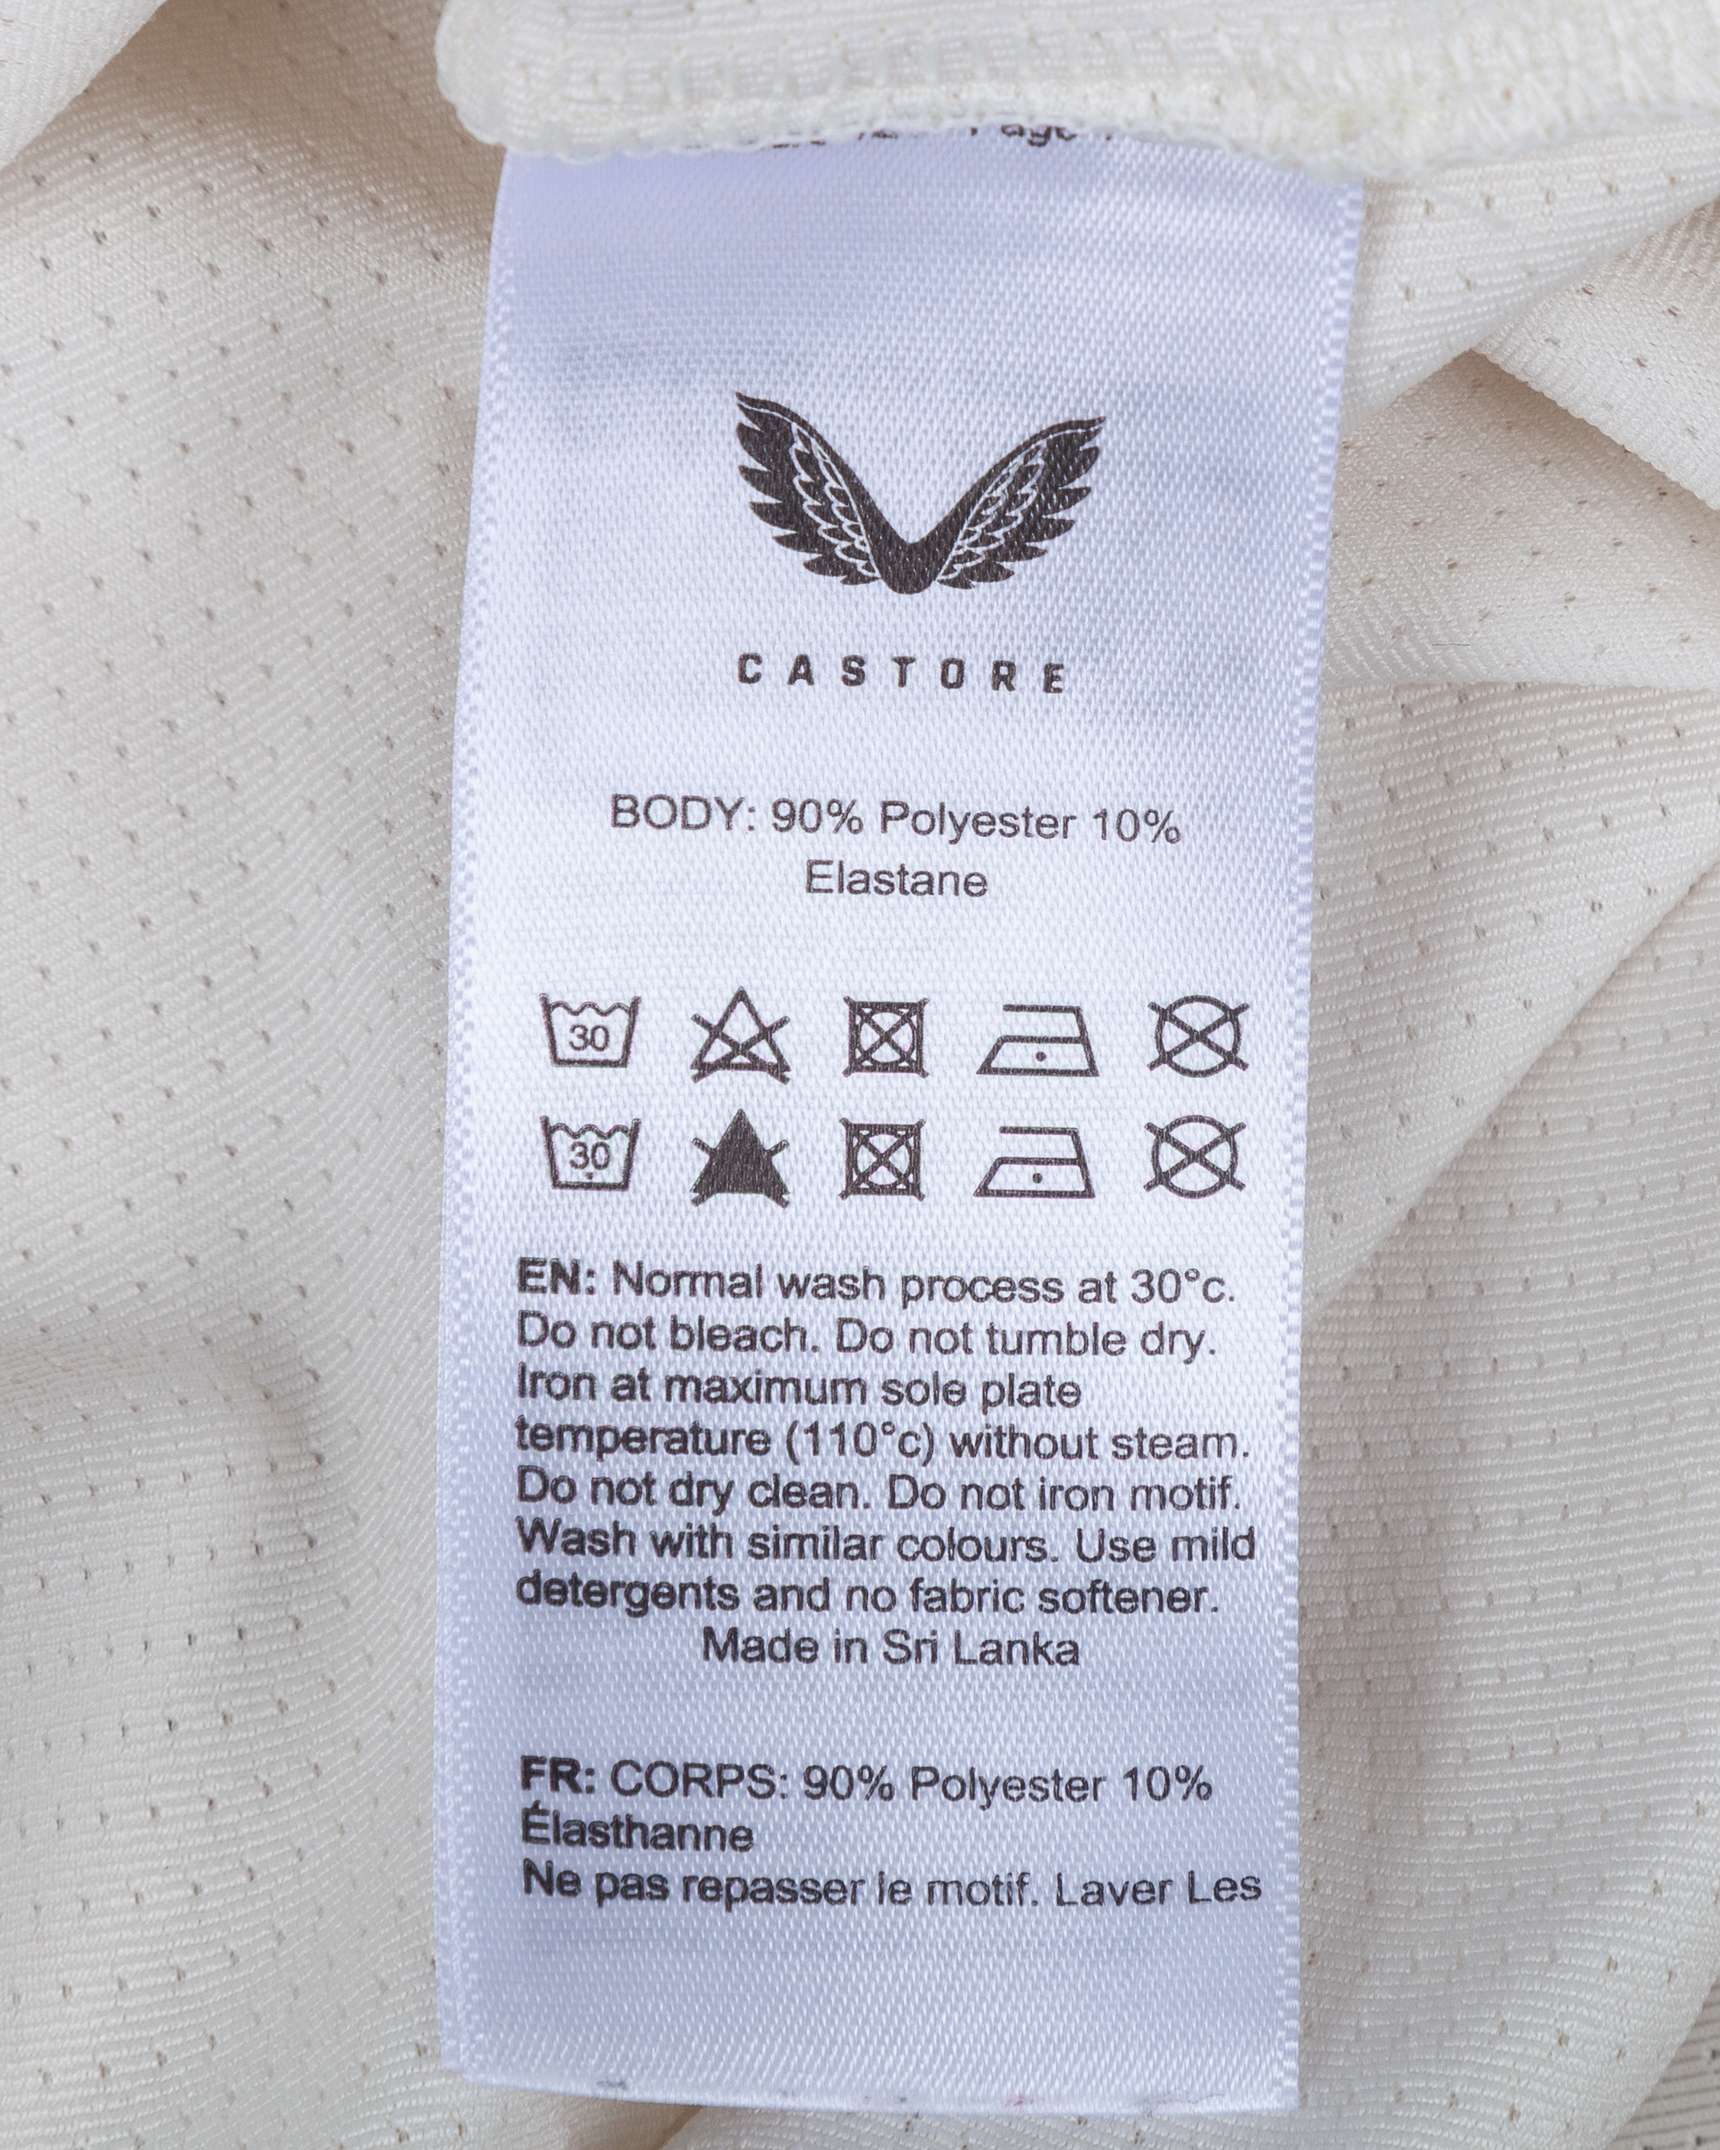 CASTORE
BODY: 90% Polyester 10%
Elastane
30
30
EN: Normal wash process at 30°c.
Do not bleach. Do not tumble dry.
Iron at maximum sole plate
temperature (110°c) without steam.
Do not dry clean. Do not iron motif.
Wash with similar colours. Use mild
detergents and no fabric softener.
Made in Sri Lanka
FR: CORPS: 90% Polyester 10%
Élasthanne
Ne pas repasser le motif. Laver Les